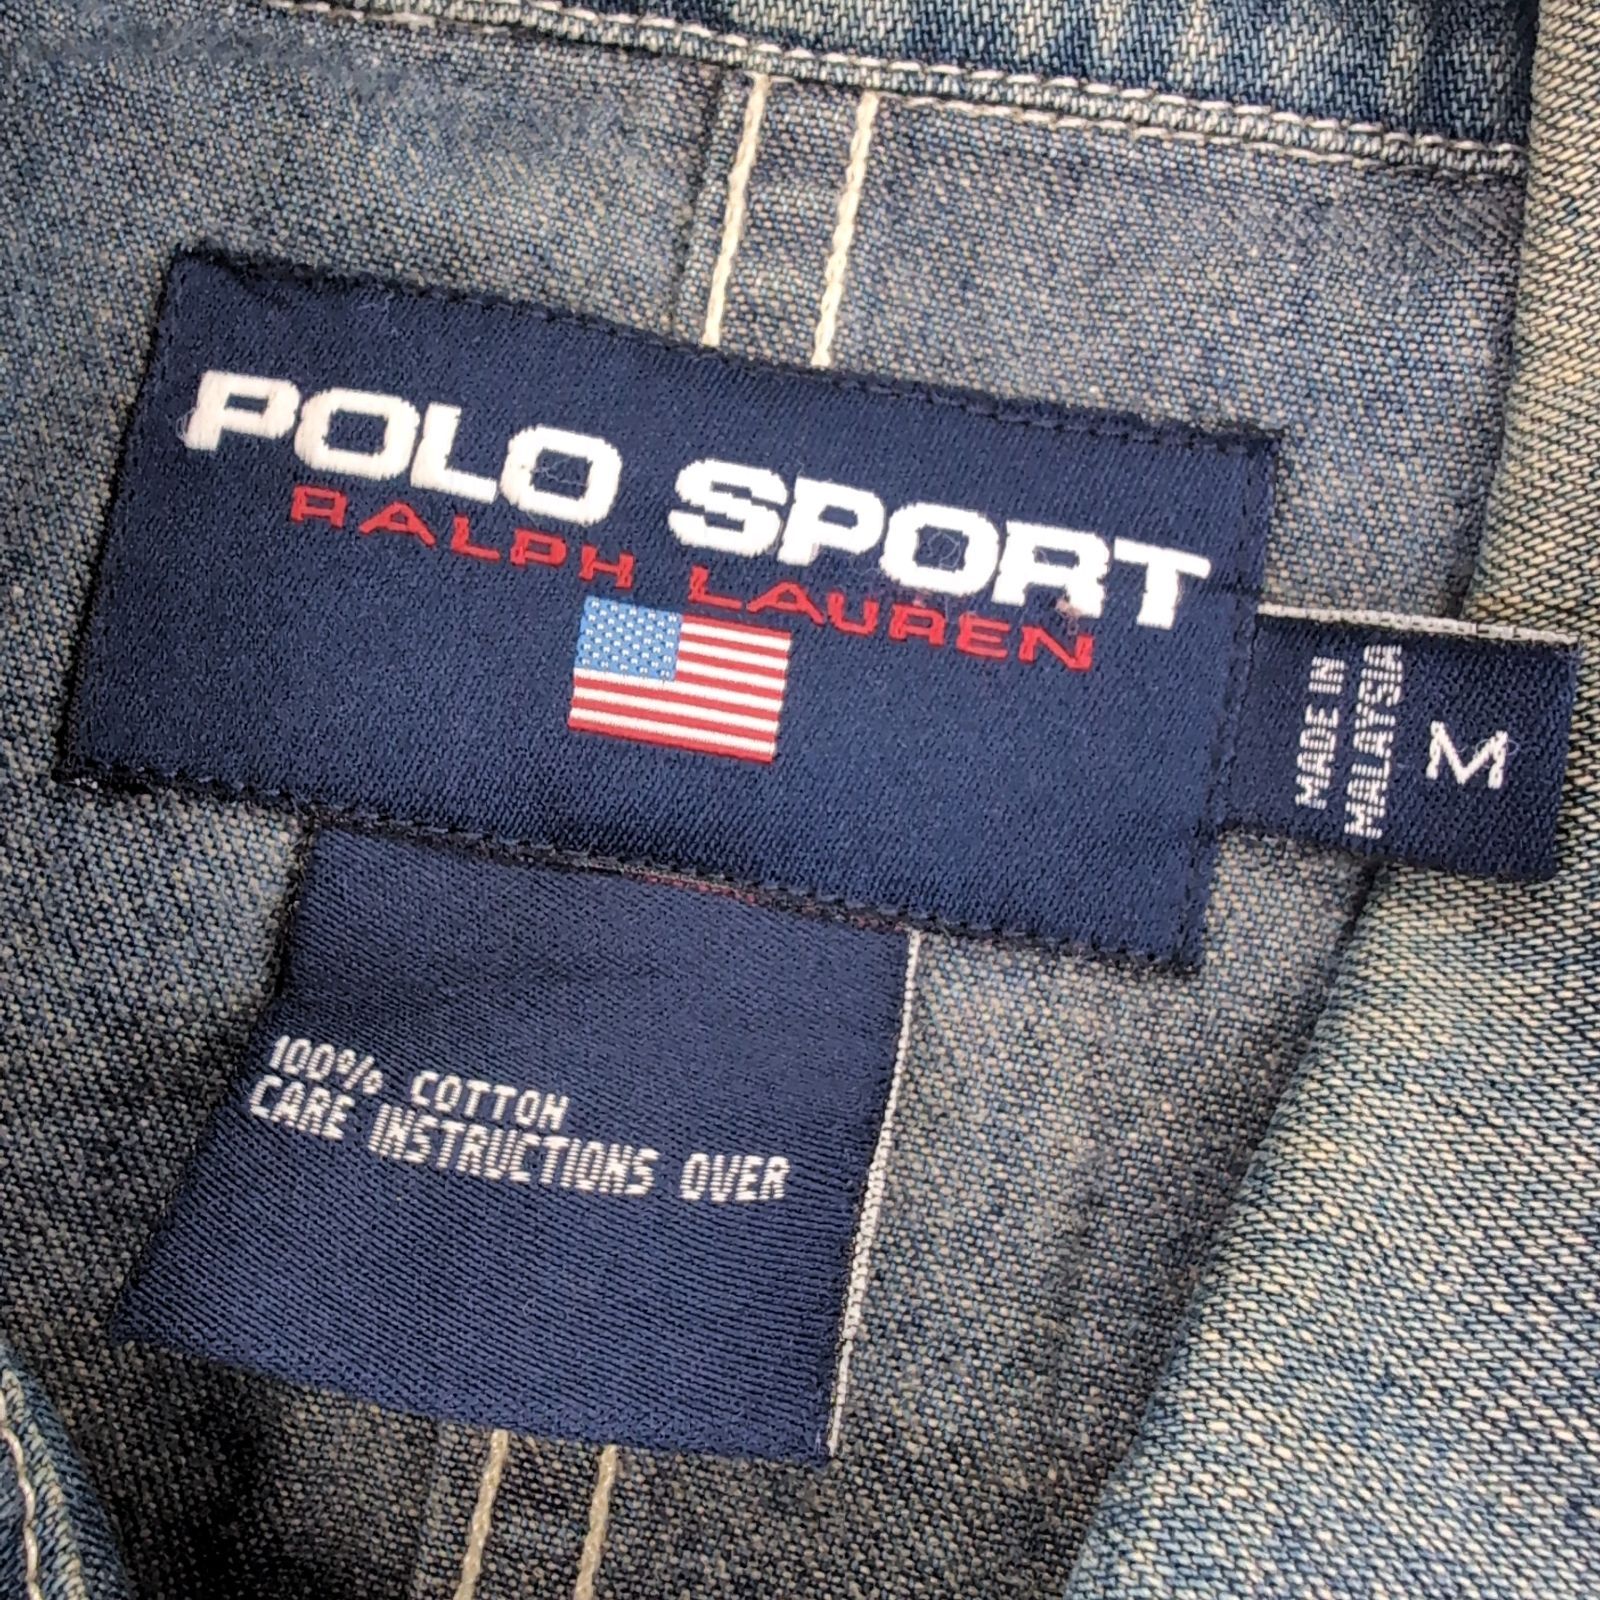 POLO SPORT
RALPH LAUREN
MADE IN
MALAYSIA
M
100% COTTON
CARE INSTRUCTIONS OVER